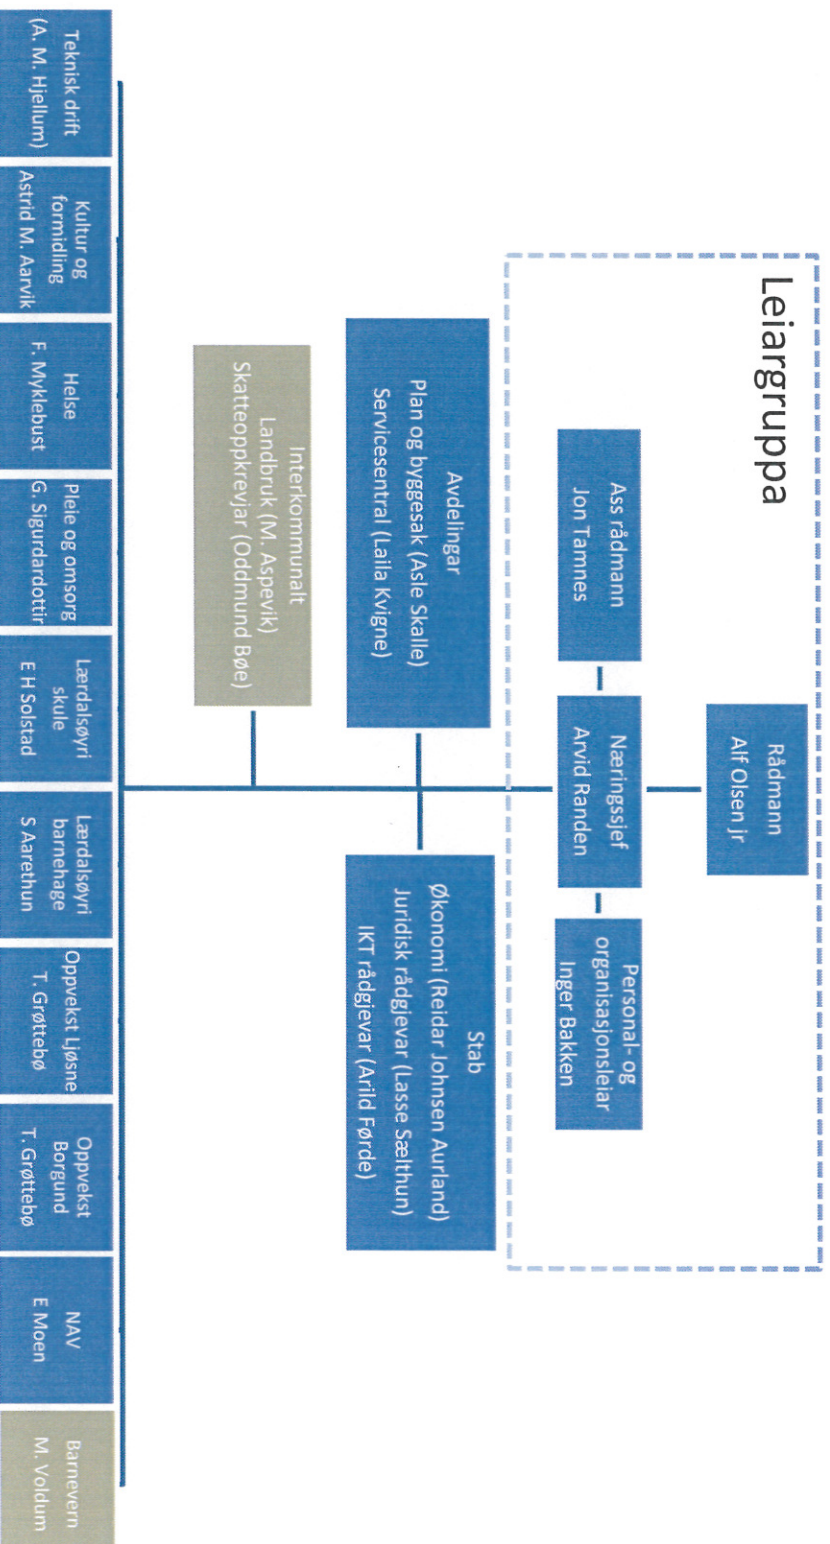 Leiargruppa
Rådmann
Alf Olsen jr
Ass rådmann
Jon Tamnes
Næringssjef
Arvid Randen
Personal- og
organisasjonsleiar
Inger Bakken
Avdelingar
Plan og byggesak (Asle Skalle)
Servicesentral (Laila Kvigne)
Stab
Økonomi (Reidar Johnsen Aurland)
Juridisk rådgjevar (Lasse Sælthun)
IKT rådgjevar (Arild Førde)
Interkommunalt
Landbruk (M. Aspevik)
Skatteoppkrevjar (Oddmund Bøe)
Teknisk drift
(A. M. Hjellum)
Kultur og
formidling
Astrid M. Aarvik
Helse
F. Myklebust
Pleie og omsorg
G. Sigurdardottir
Lærdalsøyri
skule
E H Solstad
Lærdalsøyri
barnehage
S Aarethun
Oppvekst Ljøsne
T. Grøttebø
Oppvekst
Borgund
T. Grøttebø
NAV
E Moen
Barnevern
M. Voldum